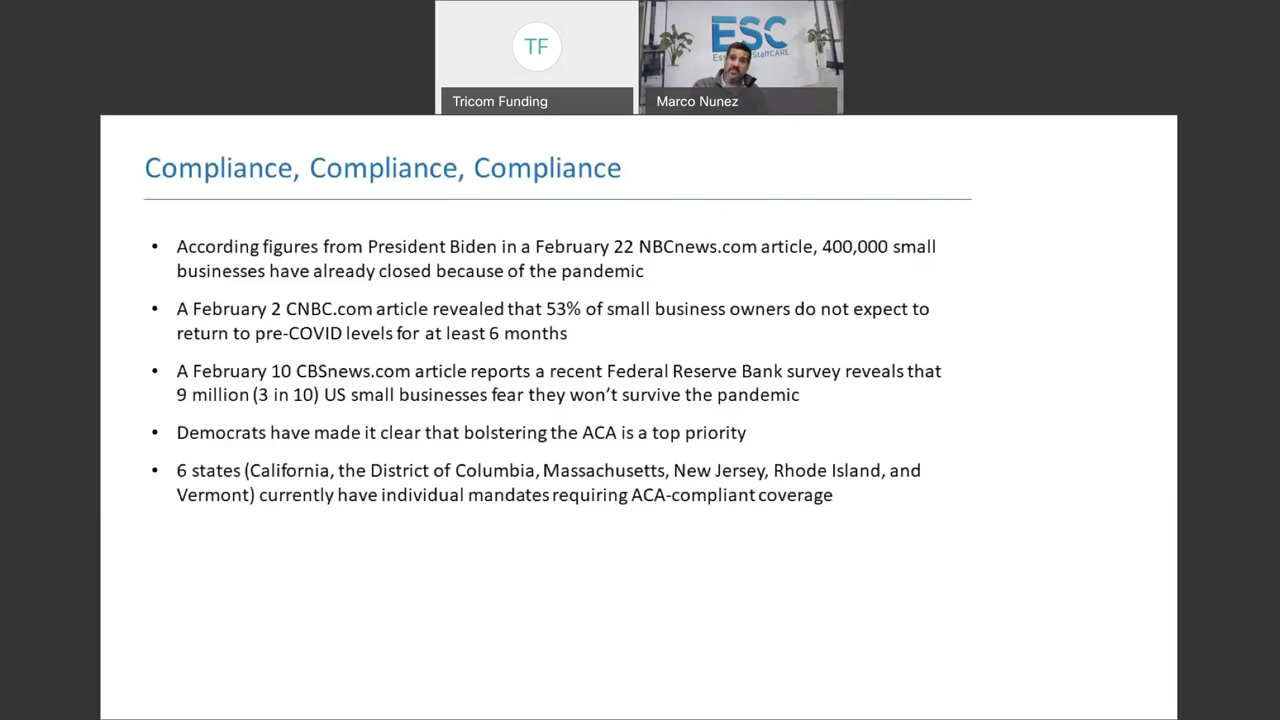 TF
ESC
StaffCARE
Tricom Funding
Marco Nunez
Compliance, Compliance, Compliance
• According figures from President Biden in a February 22 NBCnews.com article, 400,000 small
businesses have already closed because of the pandemic
• A February 2 CNBC.com article revealed that 53% of small business owners do not expect to
return to pre-COVID levels for at least 6 months
• A February 10 CBSnews.com article reports a recent Federal Reserve Bank survey reveals that
9 million (3 in 10) US small businesses fear they won’t survive the pandemic
• Democrats have made it clear that bolstering the ACA is a top priority
• 6 states (California, the District of Columbia, Massachusetts, New Jersey, Rhode Island, and
Vermont) currently have individual mandates requiring ACA-compliant coverage